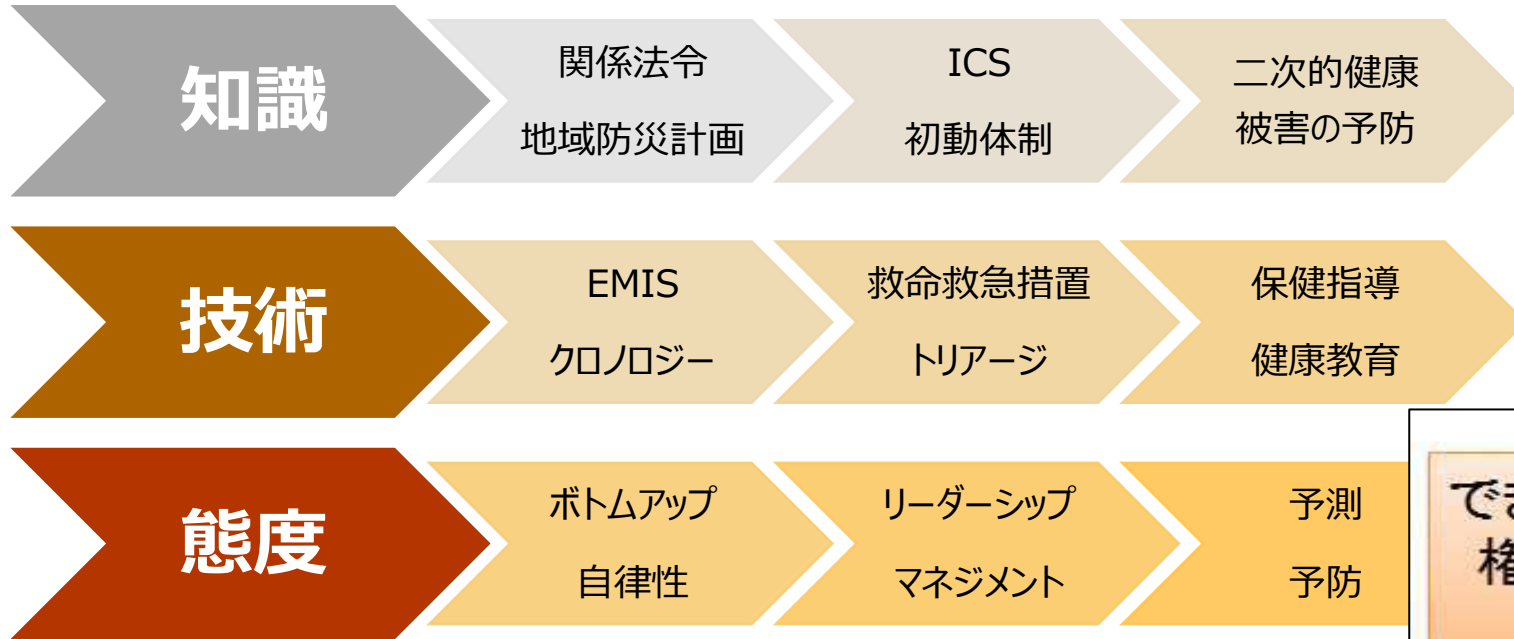 知識
関係法令
地域防災計画
ICS
初動体制
二次的健康
被害の予防
技術
EMIS
クロノロジー
救命救急措置
トリアージ
保健指導
健康教育
態度
ボトムアップ
自律性
リーダーシップ
マネジメント
予測
予防
で
権